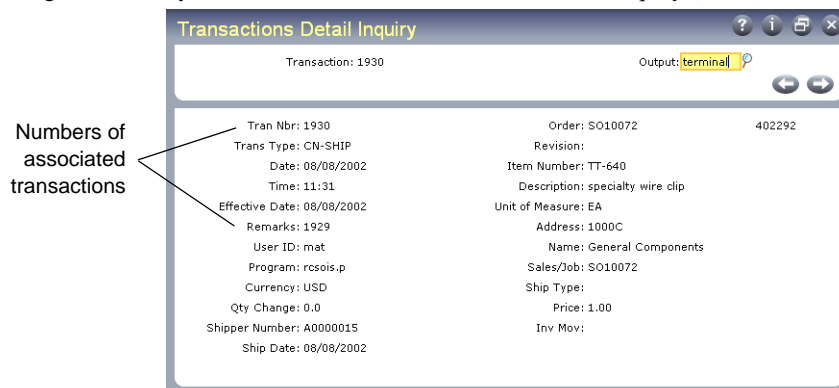 Transactions Detail Inquiry
Transaction: 1930 Output: terminal
Numbers of
associated
transactions
Tran Nbr: 1930 Order: SO10072 402292
Trans Type: CN-SHIP Revision:
Date: 08/08/2002 Item Number: TT-640
Time: 11:31 Description: specialty wire clip
Effective Date: 08/08/2002 Unit of Measure: EA
Remarks: 1929 Address: 1000C
User ID: mat Name: General Components
Program: rcsois.p Sales/Job: SO10072
Currency: USD Ship Type:
Qty Change: 0.0 Price: 1.00
Shipper Number: A0000015 Inv Mov:
Ship Date: 08/08/2002